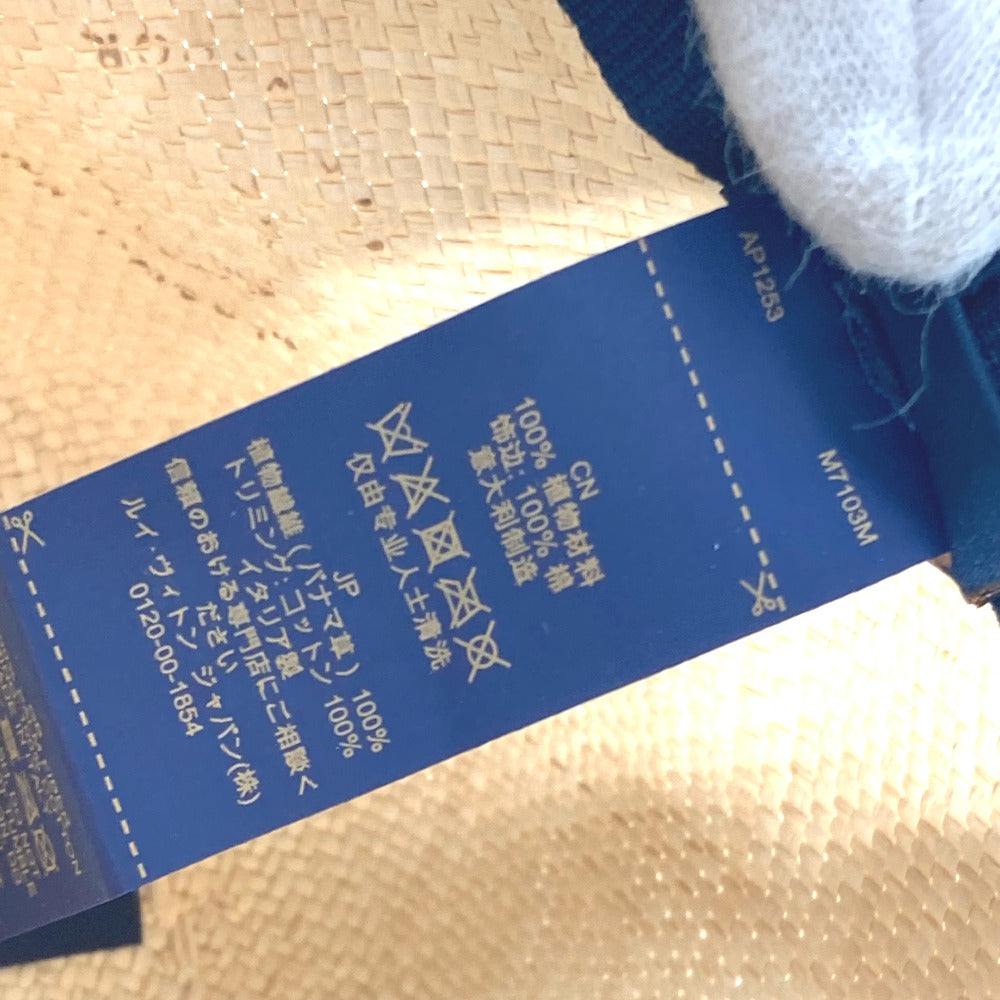 AP1253
M7103M
CN
100% 植物材料
饰边: 100% 棉
意大利制造
仅由专业人士清洗
JP
植物繊維 (パナマ草) 100%
トリミング: コットン 100%
イタリア製
信頼のおける専門店にご相談く
ださい
ルイ・ヴィトン ジャパン(株)
0120-00-1854